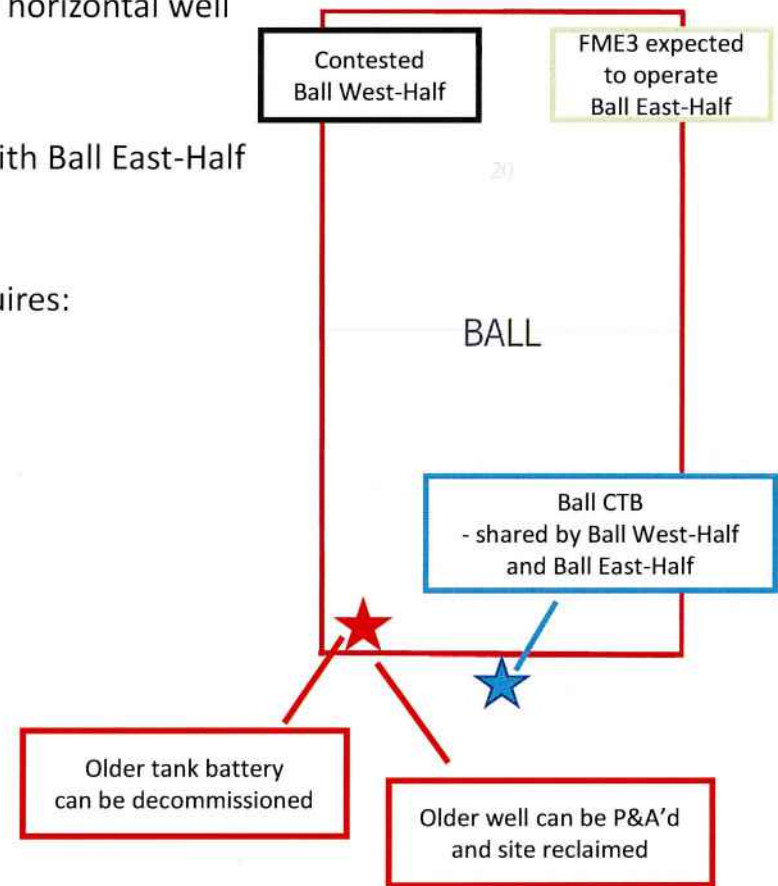 horizontal well
Contested
Ball West-Half
FME3 expected
to operate
Ball East-Half
with Ball East-Half
20
BALL
Ball CTB
- shared by Ball West-Half
and Ball East-Half
Older tank battery
can be decommissioned
Older well can be P&A'd
and site reclaimed